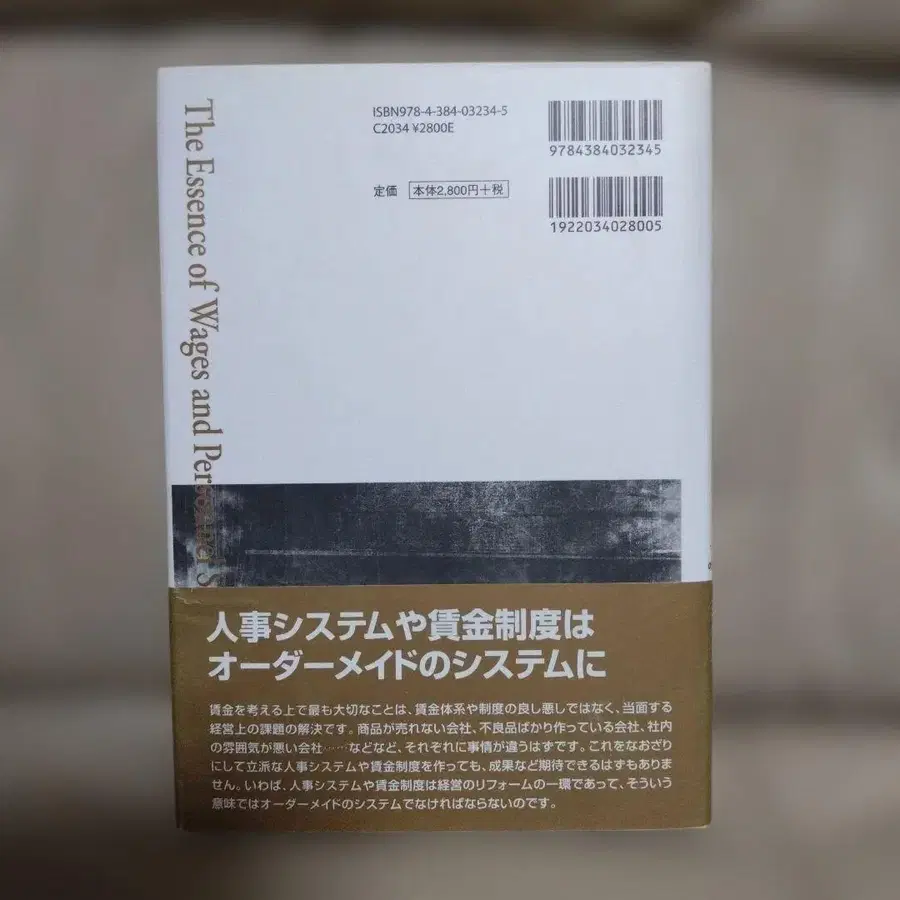 The Essence of Wages and Personnel S
ISBN978-4-384-03234-5
C2034 ¥2800E
定価 本体2,800円+税
9784384032345
1922034028005
人事システムや賃金制度は
オーダーメイドのシステムに
賃金を考える上で最も大切なことは、賃金体系や制度の良し悪しではなく、当面する
経営上の課題の解決です。商品が売れない会社、不良品ばかり作っている会社、社内
の雰囲気が悪い会社……などなど、それぞれに事情が違うはずです。これをなおざり
にして立派な人事システムや賃金制度を作っても、成果など期待できるはずもありま
せん。いわば、人事システムや賃金制度は経営のリフォームの一環であって、そういう
意味ではオーダーメイドのシステムでなければならないのです。